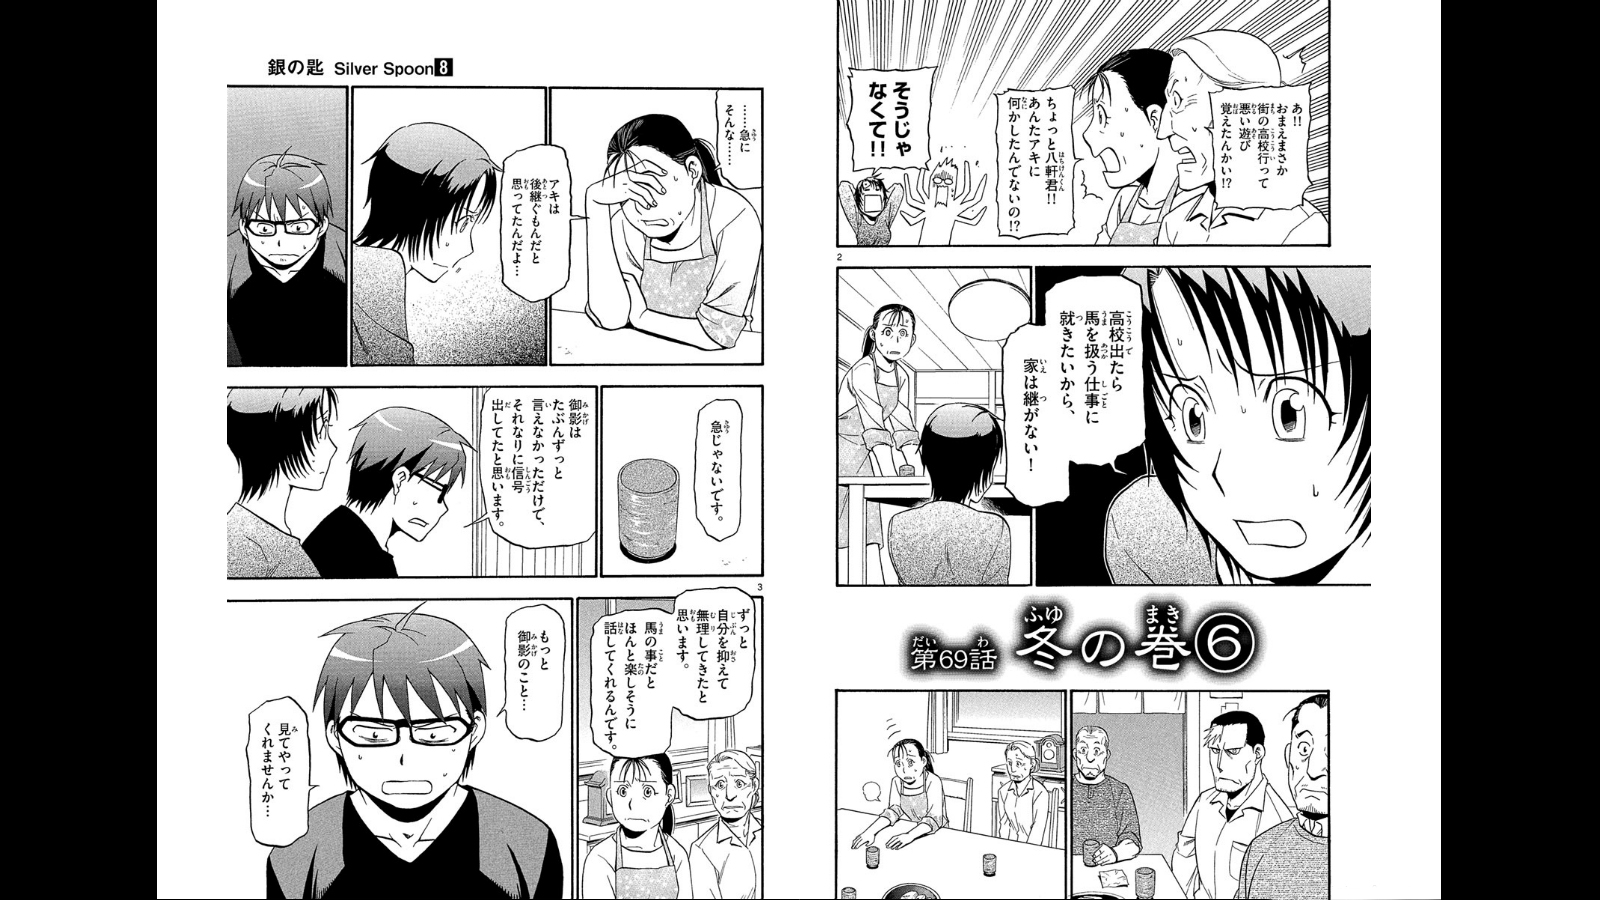 あ!!
おまえまさか
街の高校行って
悪い遊び
覚えたんかい!?
ちょっと八軒君!!
あんたアキに
何かしたんでないの!?
そうじゃ
なくて!!
2
高校出たら
馬を扱う仕事に
就きたいから、
家は継がない!
第69話 冬の巻⑥
銀の匙 Silver Spoon8
……急に
そんな……
アキは
後継ぐもんだと
思ってたんだよ…
急じゃないです。
御影は
たぶんずっと
言えなかっただけで、
それなりに信号
出してたと思います。
3
ずっと
自分を抑えて
無理してきたと
思います。
馬の事だと
ほんと楽しそうに
話してくれるんです。
もっと
御影のこと…
見てやって
くれませんか…